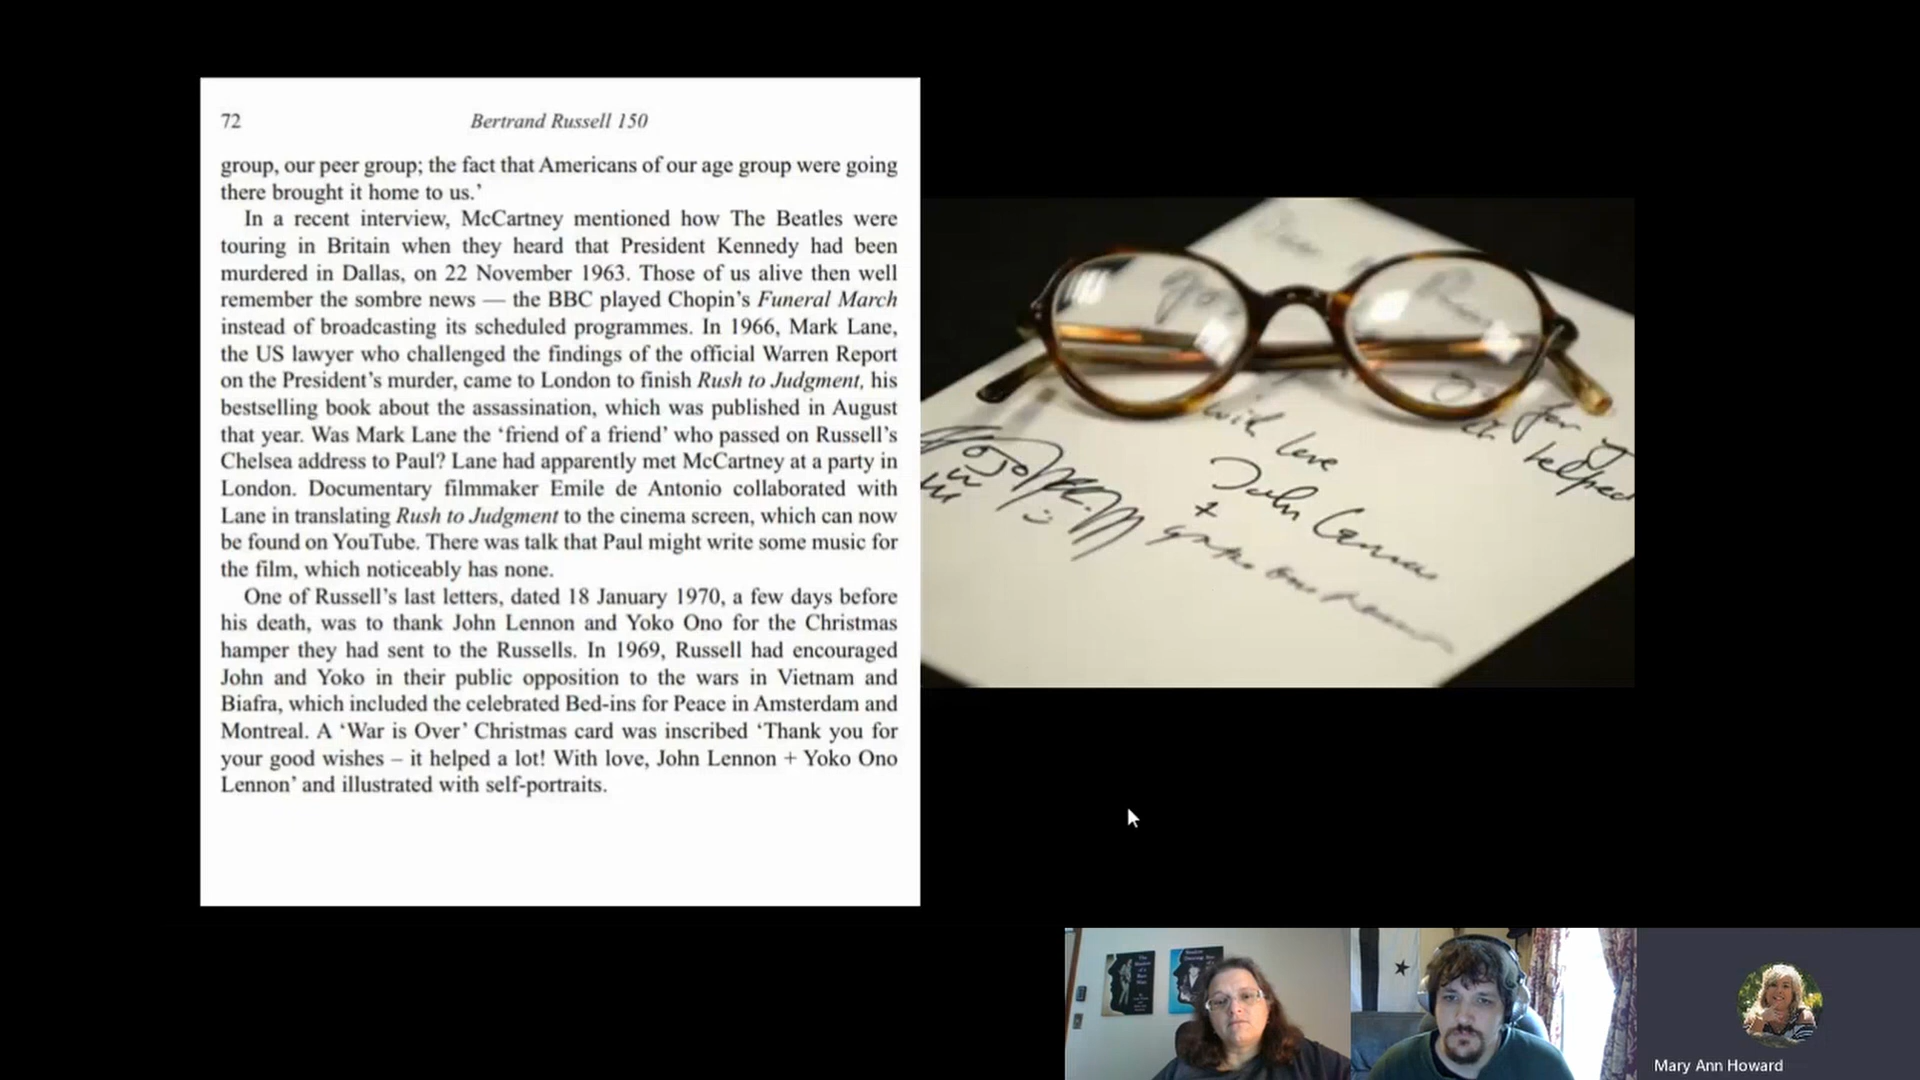 72 Bertrand Russell 150
group, our peer group; the fact that Americans of our age group were going
there brought it home to us.’
In a recent interview, McCartney mentioned how The Beatles were
touring in Britain when they heard that President Kennedy had been
murdered in Dallas, on 22 November 1963. Those of us alive then well
remember the sombre news — the BBC played Chopin’s Funeral March
instead of broadcasting its scheduled programmes. In 1966, Mark Lane,
the US lawyer who challenged the findings of the official Warren Report
on the President’s murder, came to London to finish Rush to Judgment, his
bestselling book about the assassination, which was published in August
that year. Was Mark Lane the ‘friend of a friend’ who passed on Russell’s
Chelsea address to Paul? Lane had apparently met McCartney at a party in
London. Documentary filmmaker Emile de Antonio collaborated with
Lane in translating Rush to Judgment to the cinema screen, which can now
be found on YouTube. There was talk that Paul might write some music for
the film, which noticeably has none.
One of Russell’s last letters, dated 18 January 1970, a few days before
his death, was to thank John Lennon and Yoko Ono for the Christmas
hamper they had sent to the Russells. In 1969, Russell had encouraged
John and Yoko in their public opposition to the wars in Vietnam and
Biafra, which included the celebrated Bed-ins for Peace in Amsterdam and
Montreal. A ‘War is Over’ Christmas card was inscribed ‘Thank you for
your good wishes – it helped a lot! With love, John Lennon + Yoko Ono
Lennon’ and illustrated with self-portraits.
for
helped
with love
John Lennon
+
Yoko Ono Lennon
Mary Ann Howard